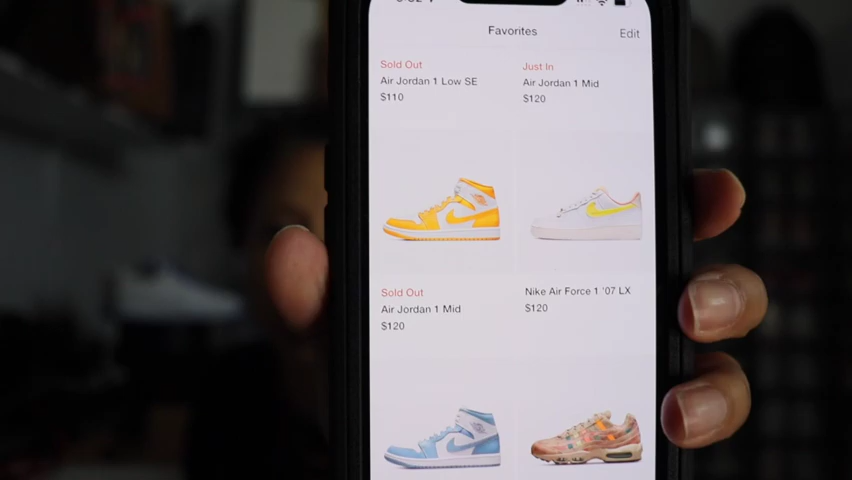 Favorites
Edit
Sold Out
Air Jordan 1 Low SE
$110
Just In
Air Jordan 1 Mid
$120
Sold Out
Air Jordan 1 Mid
$120
Nike Air Force 1 '07 LX
$120